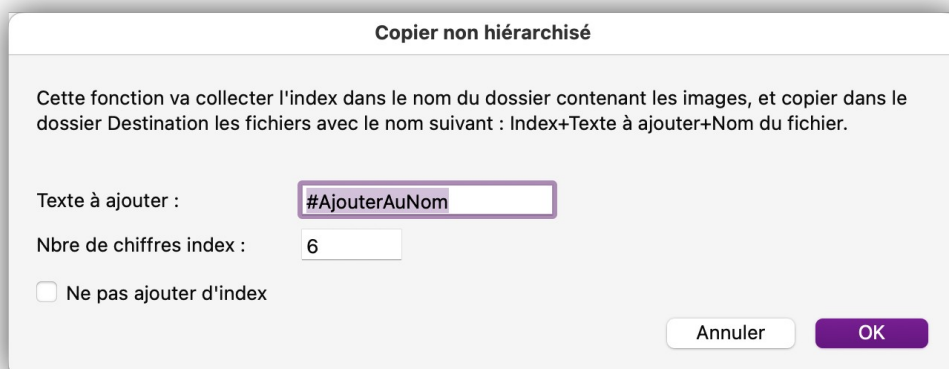 Copier non hiérarchisé
Cette fonction va collecter l'index dans le nom du dossier contenant les images, et copier dans le
dossier Destination les fichiers avec le nom suivant : Index+Texte à ajouter+Nom du fichier.
Texte à ajouter : #AjouterAuNom
Nbre de chiffres index : 6
Ne pas ajouter d'index
Annuler OK